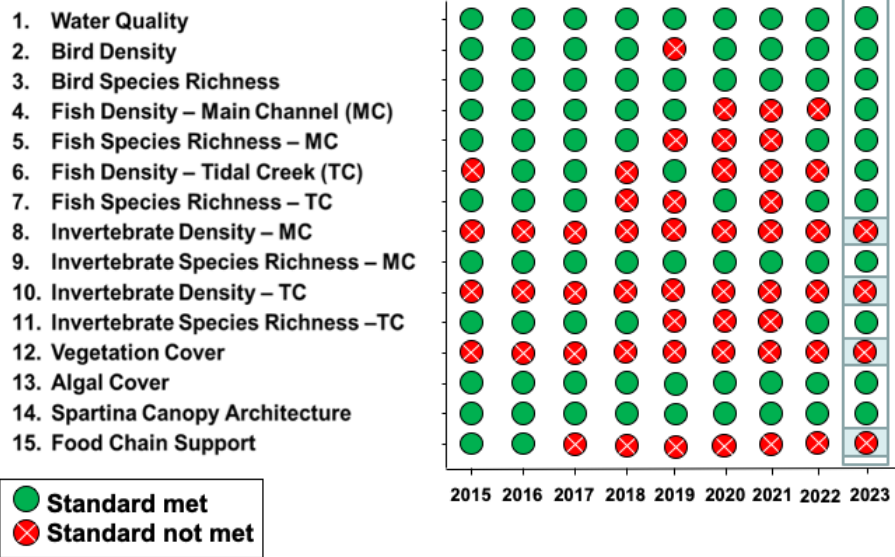 1. Water Quality
2. Bird Density
3. Bird Species Richness
4. Fish Density – Main Channel (MC)
5. Fish Species Richness – MC
6. Fish Density – Tidal Creek (TC)
7. Fish Species Richness – TC
8. Invertebrate Density – MC
9. Invertebrate Species Richness – MC
10. Invertebrate Density – TC
11. Invertebrate Species Richness –TC
12. Vegetation Cover
13. Algal Cover
14. Spartina Canopy Architecture
15. Food Chain Support
2015 2016 2017 2018 2019 2020 2021 2022 2023
Standard met
Standard not met